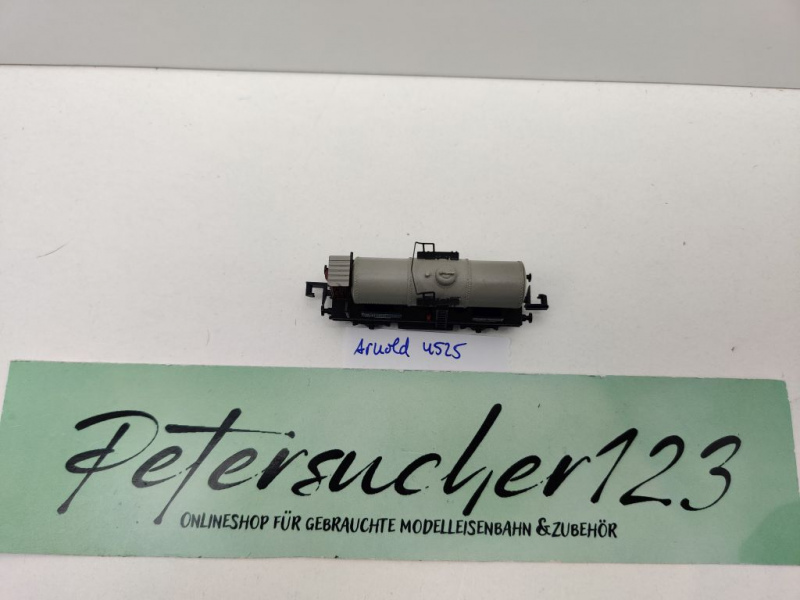 Arnold 4525
Petersucher123
ONLINESHOP FÜR GEBRAUCHTE MODELLEISENBAHN & ZUBEHÖR